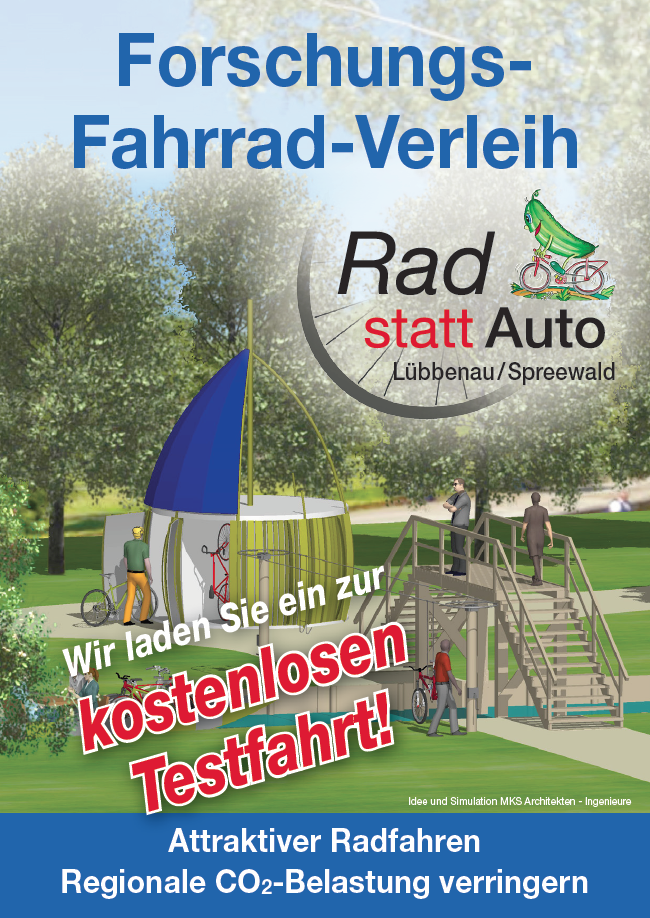 Forschungs-
Fahrrad-Verleih
Rad
statt Auto
Lübbenau/Spreewald
Wir laden Sie ein zur
kostenlosen
Testfahrt!
Idee und Simulation MKS Architekten - Ingenieure
Attraktiver Radfahren
Regionale CO₂-Belastung verringern